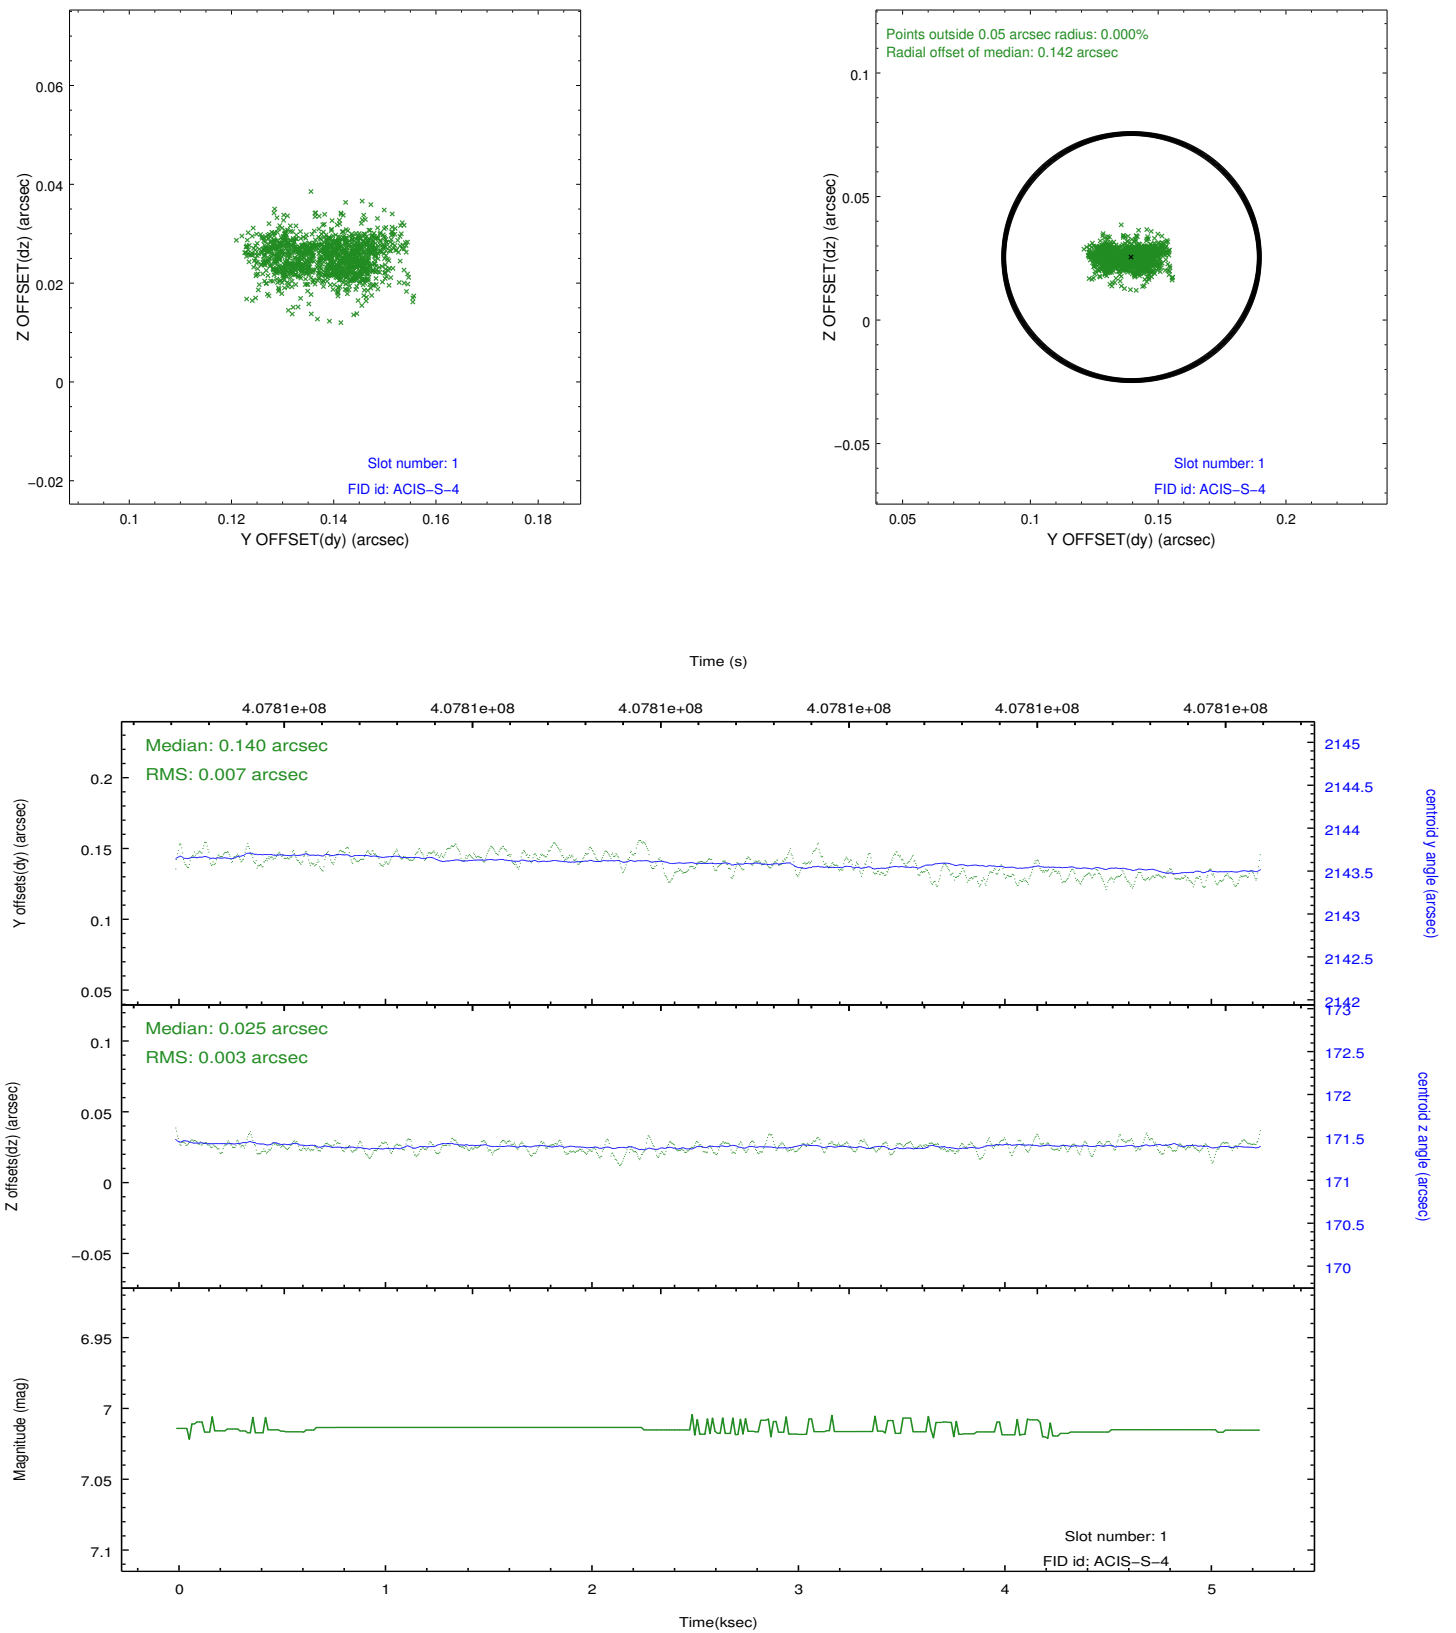 0.06
0.04
0.02
0
−0.02
Z OFFSET(dz) (arcsec)
Slot number: 1
FID id: ACIS−S−4
0.1 0.12 0.14 0.16 0.18
Y OFFSET(dy) (arcsec)
Points outside 0.05 arcsec radius: 0.000%
Radial offset of median: 0.142 arcsec
0.1
0.05
0
−0.05
Z OFFSET(dz) (arcsec)
Slot number: 1
FID id: ACIS−S−4
0.05 0.1 0.15 0.2
Y OFFSET(dy) (arcsec)
Time (s)
4.0781e+08 4.0781e+08 4.0781e+08 4.0781e+08 4.0781e+08 4.0781e+08
Median: 0.140 arcsec
RMS: 0.007 arcsec
0.2
0.15
0.1
0.05
Y offsets(dy) (arcsec)
2145
2144.5
2144
2143.5
2143
2142.5
2142
centroid y angle (arcsec)
Median: 0.025 arcsec
RMS: 0.003 arcsec
0.1
0.05
0
−0.05
Z offsets(dz) (arcsec)
173
172.5
172
171.5
171
170.5
170
centroid z angle (arcsec)
6.95
7
7.05
7.1
Magnitude (mag)
Slot number: 1
FID id: ACIS−S−4
0 1 2 3 4 5
Time(ksec)